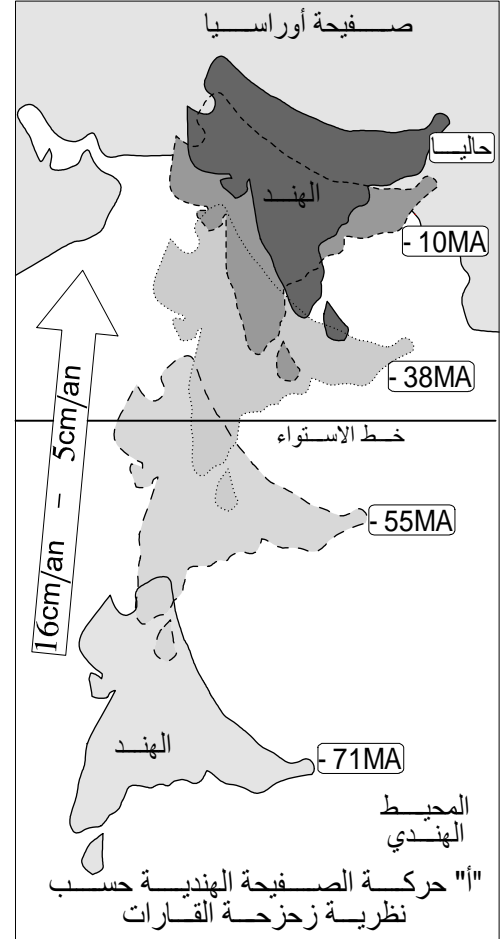 صفيحة أوراسيا
حاليا
الهند
- 10MA
- 38MA
16cm/an - 5cm/an
خط الاستواء
- 55MA
الهند
- 71MA
المحيط
الهندي
"أ" حركة الصفيحة الهندية حسب
نظرية زحزحة القارات